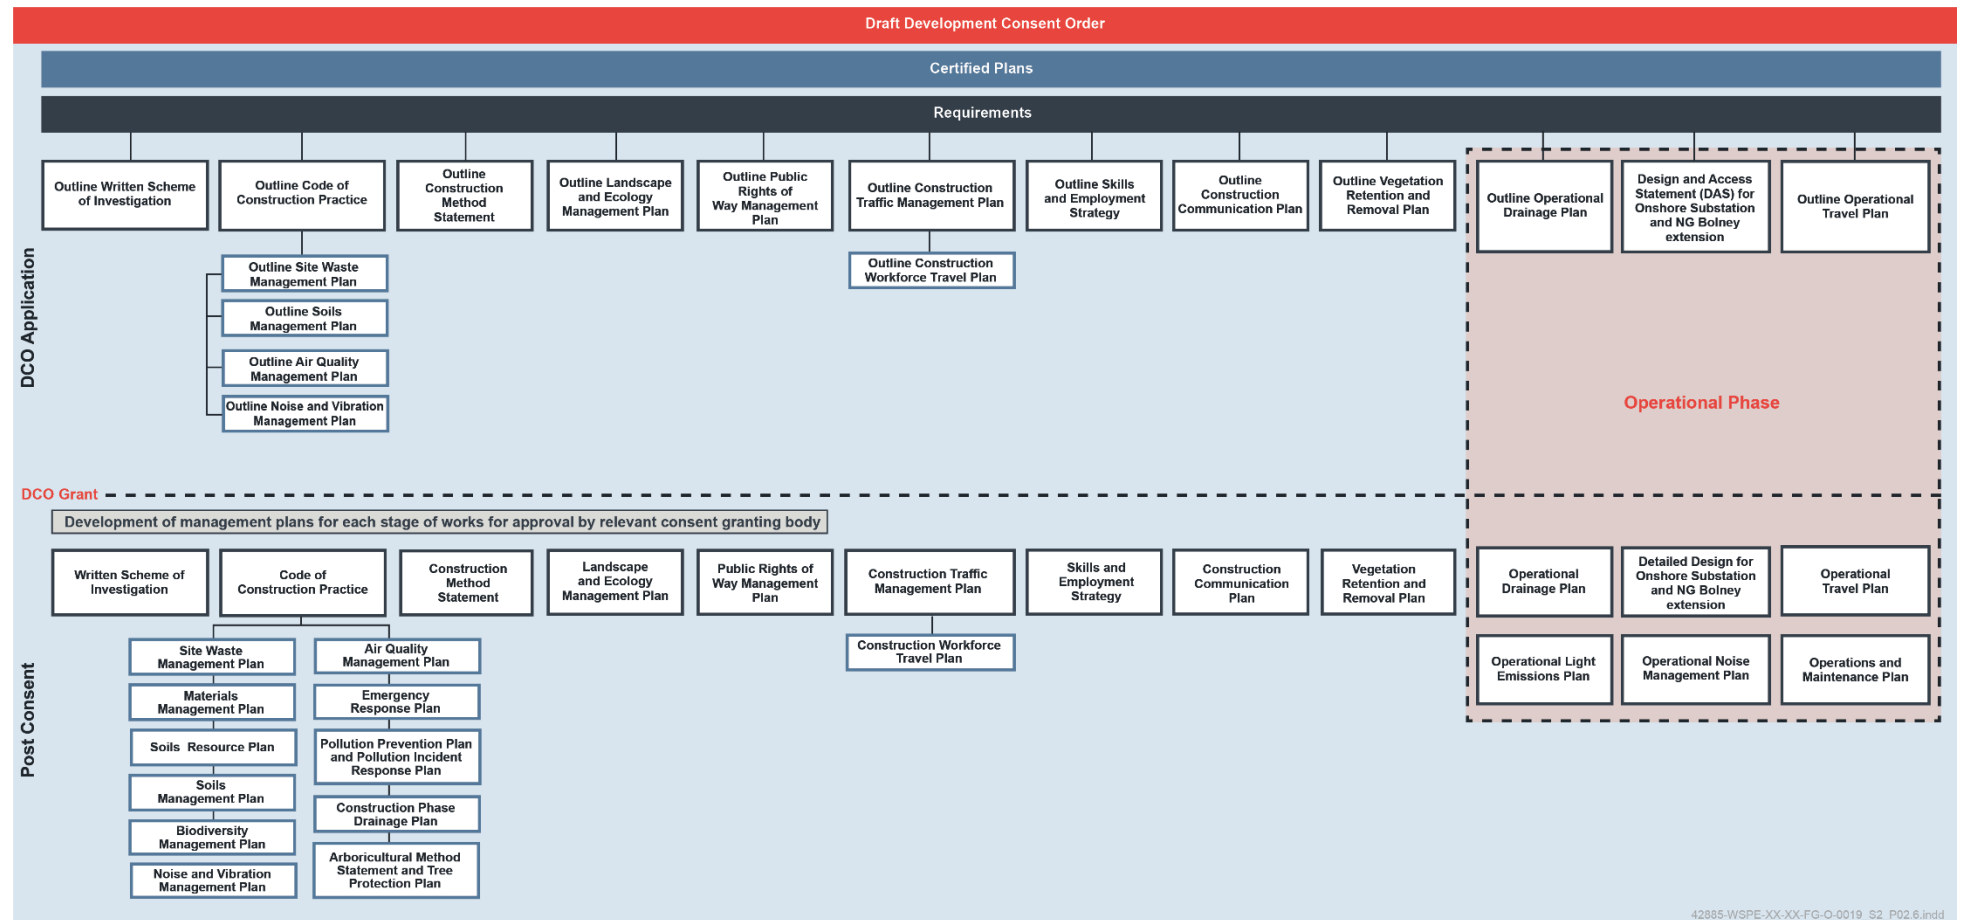 Draft Development Consent Order
Certified Plans
Requirements
Outline Written Scheme
of Investigation
Outline Code of
Construction Practice
Outline
Construction
Method
Statement
Outline Landscape
and Ecology
Management Plan
Outline Public
Rights of
Way Management
Plan
Outline Construction
Traffic Management Plan
Outline Skills
and Employment
Strategy
Outline
Construction
Communication Plan
Outline Vegetation
Retention and
Removal Plan
Outline Operational
Drainage Plan
Design and Access
Statement (DAS) for
Onshore Substation
and NG Bolney
extension
Outline Operational
Travel Plan
DCO Application
Outline Site Waste
Management Plan
Outline Soils
Management Plan
Outline Air Quality
Management Plan
Outline Noise and Vibration
Management Plan
Outline Construction
Workforce Travel Plan
Operational Phase
DCO Grant
Development of management plans for each stage of works for approval by relevant consent granting body
Written Scheme of
Investigation
Code of
Construction Practice
Construction
Method
Statement
Landscape
and Ecology
Management Plan
Public Rights of
Way Management
Plan
Construction Traffic
Management Plan
Skills and
Employment
Strategy
Construction
Communication
Plan
Vegetation
Retention and
Removal Plan
Operational
Drainage Plan
Detailed Design for
Onshore Substation
and NG Bolney
extension
Operational
Travel Plan
Post Consent
Site Waste
Management Plan
Materials
Management Plan
Soils Resource Plan
Soils
Management Plan
Biodiversity
Management Plan
Noise and Vibration
Management Plan
Air Quality
Management Plan
Emergency
Response Plan
Pollution Prevention Plan
and Pollution Incident
Response Plan
Construction Phase
Drainage Plan
Arboricultural Method
Statement and Tree
Protection Plan
Construction Workforce
Travel Plan
Operational Light
Emissions Plan
Operational Noise
Management Plan
Operations and
Maintenance Plan
42885-WSPE-XX-XX-FG-O-0019_S2_P02.6.indd